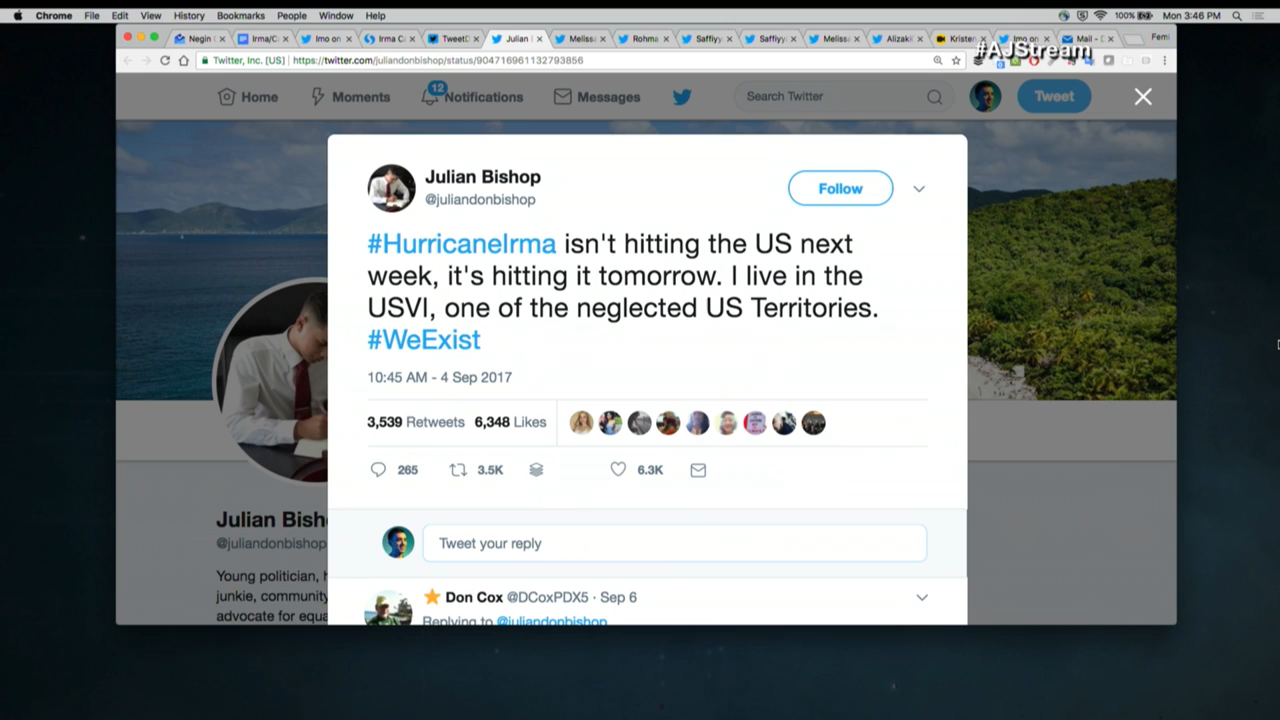 Chrome File Edit View History Bookmarks People Window Help
100% Mon 3:46 PM
Negin Irma/C Imo on Irma C TweetD Julian Meliss Rohma Saffiyy Saffiyy Meliss Alizaki Kristen Imo on Mail - Femi
#AJStream
Twitter, Inc. [US] https://twitter.com/juliandonbishop/status/904716961132793856
Home Moments 12 Notifications Messages Search Twitter Tweet
Julian Bishop
@juliandonbishop
Follow
#HurricaneIrma isn't hitting the US next
week, it's hitting it tomorrow. I live in the
USVI, one of the neglected US Territories.
#WeExist
10:45 AM - 4 Sep 2017
3,539 Retweets 6,348 Likes
265 3.5K 6.3K
Tweet your reply
Don Cox @DCoxPDX5 · Sep 6
Replying to @juliandonbishop
Julian Bish
@juliandonbishop
Young politician, h
junkie, community
advocate for equa